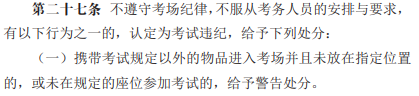 第二十七条 不遵守考场纪律,不服从考务人员的安排与要求,
有以下行为之一的,认定为考试违纪,给予下列处分:
(一)携带考试规定以外的物品进入考场并且未放在指定位置
的,或未在规定的座位参加考试的,给予警告处分。